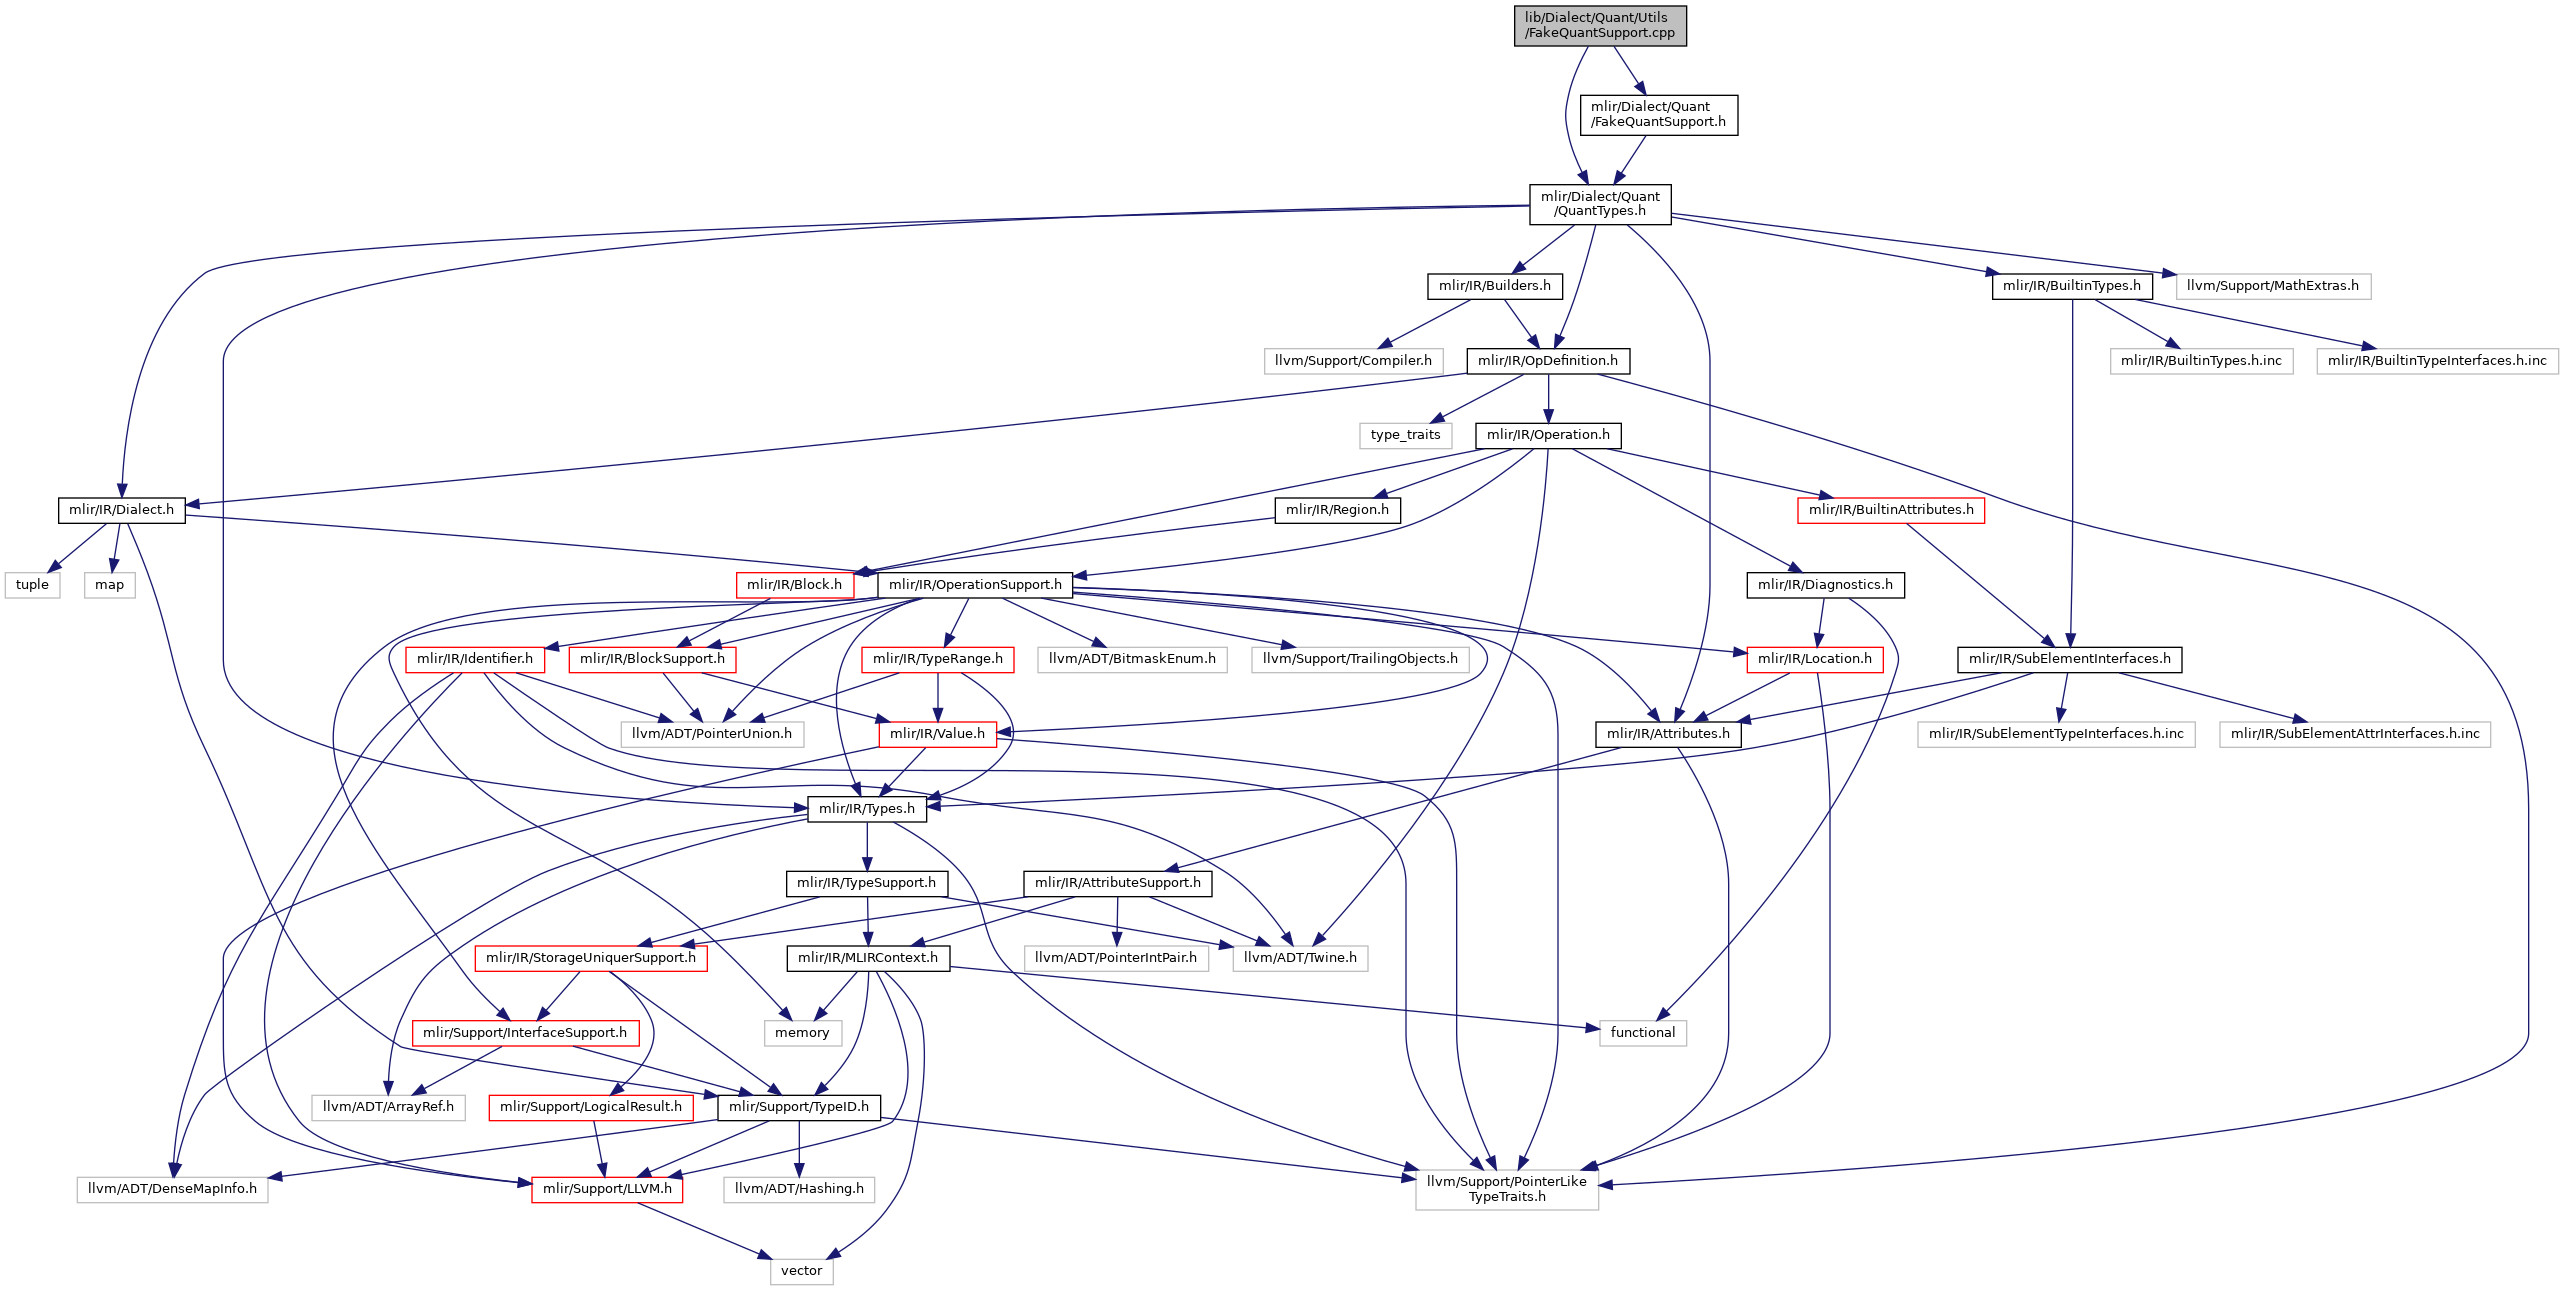 lib/Dialect/Quant/Utils
/FakeQuantSupport.cpp
mlir/Dialect/Quant
/FakeQuantSupport.h
mlir/Dialect/Quant
/QuantTypes.h
mlir/IR/Builders.h
mlir/IR/BuiltinTypes.h
llvm/Support/MathExtras.h
llvm/Support/Compiler.h
mlir/IR/OpDefinition.h
mlir/IR/BuiltinTypes.h.inc
mlir/IR/BuiltinTypeInterfaces.h.inc
type_traits
mlir/IR/Operation.h
mlir/IR/Dialect.h
mlir/IR/Region.h
mlir/IR/BuiltinAttributes.h
tuple
map
mlir/IR/Block.h
mlir/IR/OperationSupport.h
mlir/IR/Diagnostics.h
mlir/IR/Identifier.h
mlir/IR/BlockSupport.h
mlir/IR/TypeRange.h
llvm/ADT/BitmaskEnum.h
llvm/Support/TrailingObjects.h
mlir/IR/Location.h
mlir/IR/SubElementInterfaces.h
llvm/ADT/PointerUnion.h
mlir/IR/Value.h
mlir/IR/Attributes.h
mlir/IR/SubElementTypeInterfaces.h.inc
mlir/IR/SubElementAttrInterfaces.h.inc
mlir/IR/Types.h
mlir/IR/TypeSupport.h
mlir/IR/AttributeSupport.h
mlir/IR/StorageUniquerSupport.h
mlir/IR/MLIRContext.h
llvm/ADT/PointerIntPair.h
llvm/ADT/Twine.h
mlir/Support/InterfaceSupport.h
memory
functional
llvm/ADT/ArrayRef.h
mlir/Support/LogicalResult.h
mlir/Support/TypeID.h
llvm/ADT/DenseMapInfo.h
mlir/Support/LLVM.h
llvm/ADT/Hashing.h
llvm/Support/PointerLike
TypeTraits.h
vector